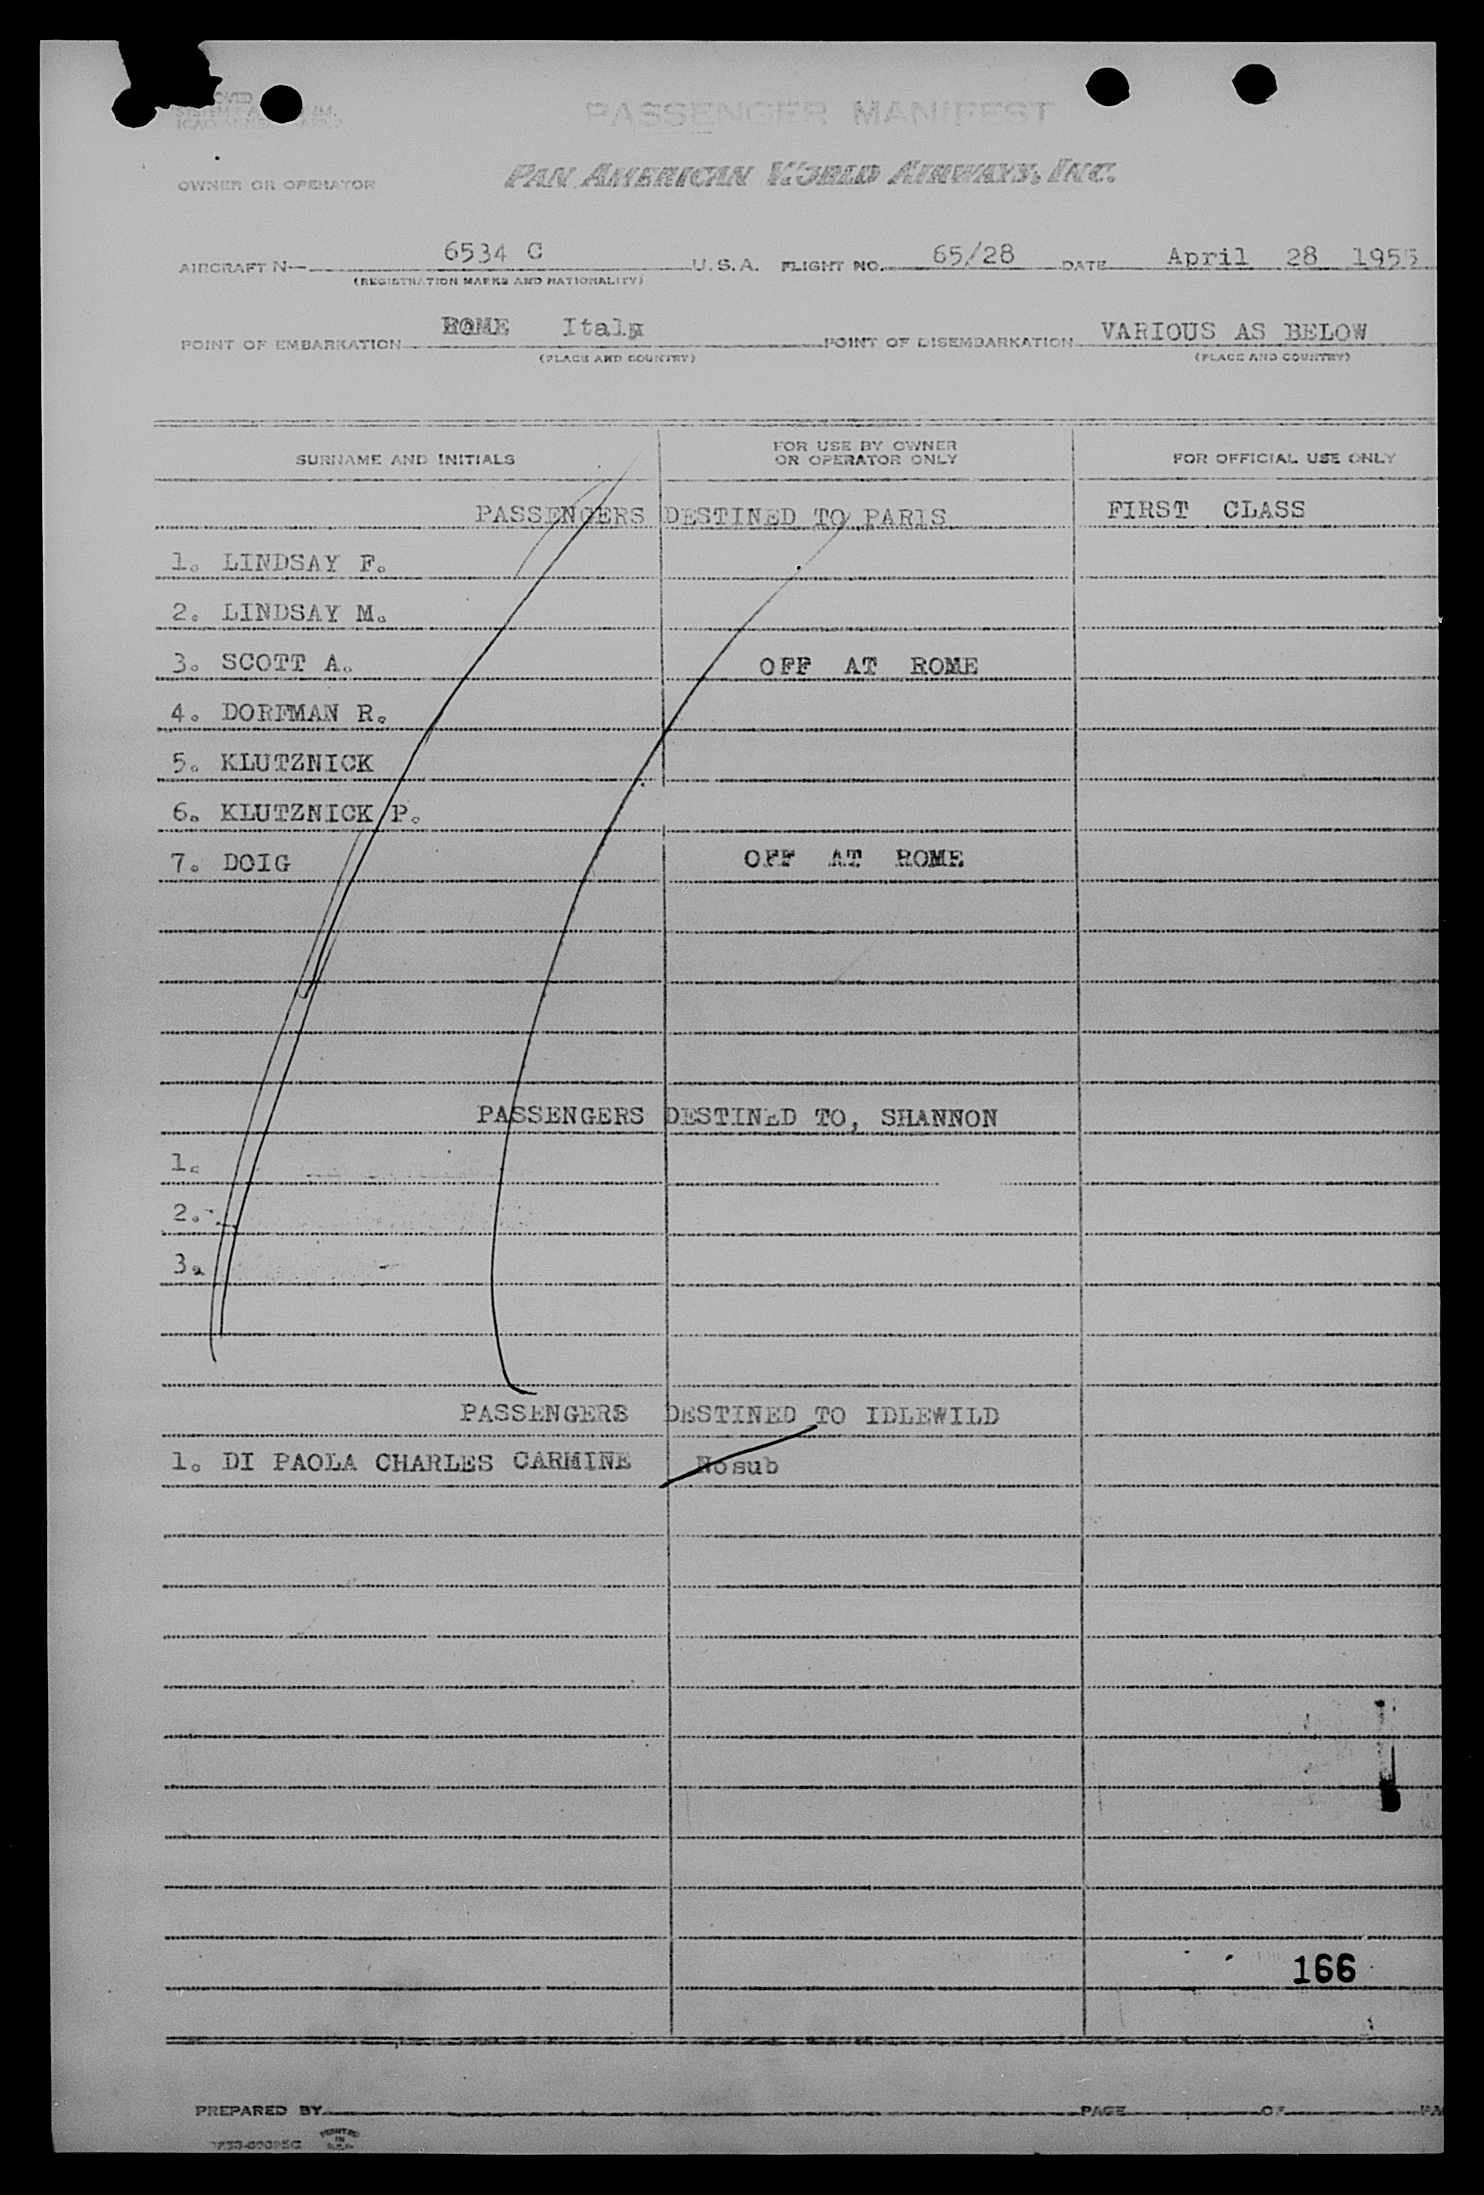 PASSENGER MANIFEST
OWNER OR OPERATOR PAN AMERICAN WORLD AIRWAYS, INC.
AIRCRAFT N— 6534 C U.S.A. FLIGHT NO. 65/28 DATE April 28 1955
(REGISTRATION MARKS AND NATIONALITY)
POINT OF EMBARKATION ROME Italy POINT OF DISEMBARKATION VARIOUS AS BELOW
(PLACE AND COUNTRY) (PLACE AND COUNTRY)
SURNAME AND INITIALS FOR USE BY OWNER OR OPERATOR ONLY FOR OFFICIAL USE ONLY
PASSENGERS DESTINED TO PAR1S FIRST CLASS
1. LINDSAY F.
2. LINDSAY M.
3. SCOTT A. OFF AT ROME
4. DORFMAN R.
5. KLUTZNICK
6. KLUTZNICK P.
7. DOIG OFF AT ROME
PASSENGERS DESTINED TO, SHANNON
1.
2.
3.
PASSENGERS DESTINED TO IDLEWILD
1. DI PAOLA CHARLES CARMINE Nosub
166
PREPARED BY PAGE OF
PRINTED IN U.S.A.